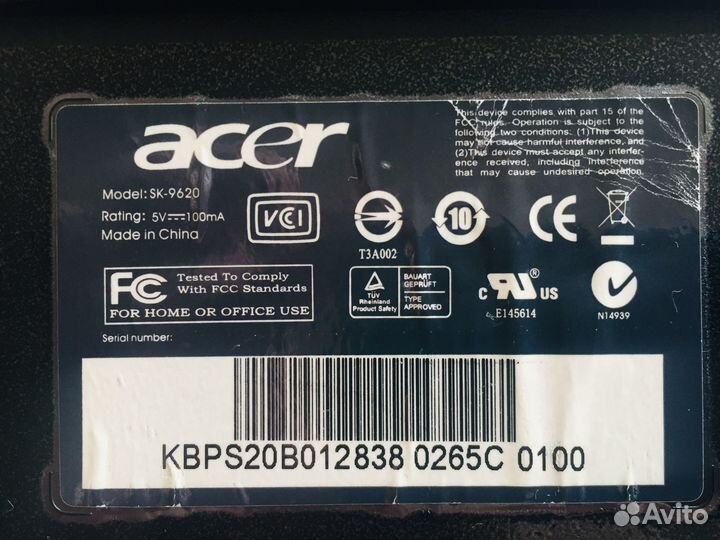 acer
This device complies with part 15 of the
FCC rules. Operation is subject to the
following two conditions: (1)This device
may not cause harmful interference, and
(2)This device must accept any interfer-
ence received, including interference
that may cause undesired operation.
Model: SK-9620
Rating: 5V⎓100mA
Made in China
VCCI
T3A002
10
CE
FC Tested To Comply
With FCC Standards
FOR HOME OR OFFICE USE
TÜV
Rheinland
Product Safety
BAUART
GEPRÜFT
TYPE
APPROVED
c RU ® US
E145614
N14939
Serial number:
KBPS20B012838 0265C 0100
Avito